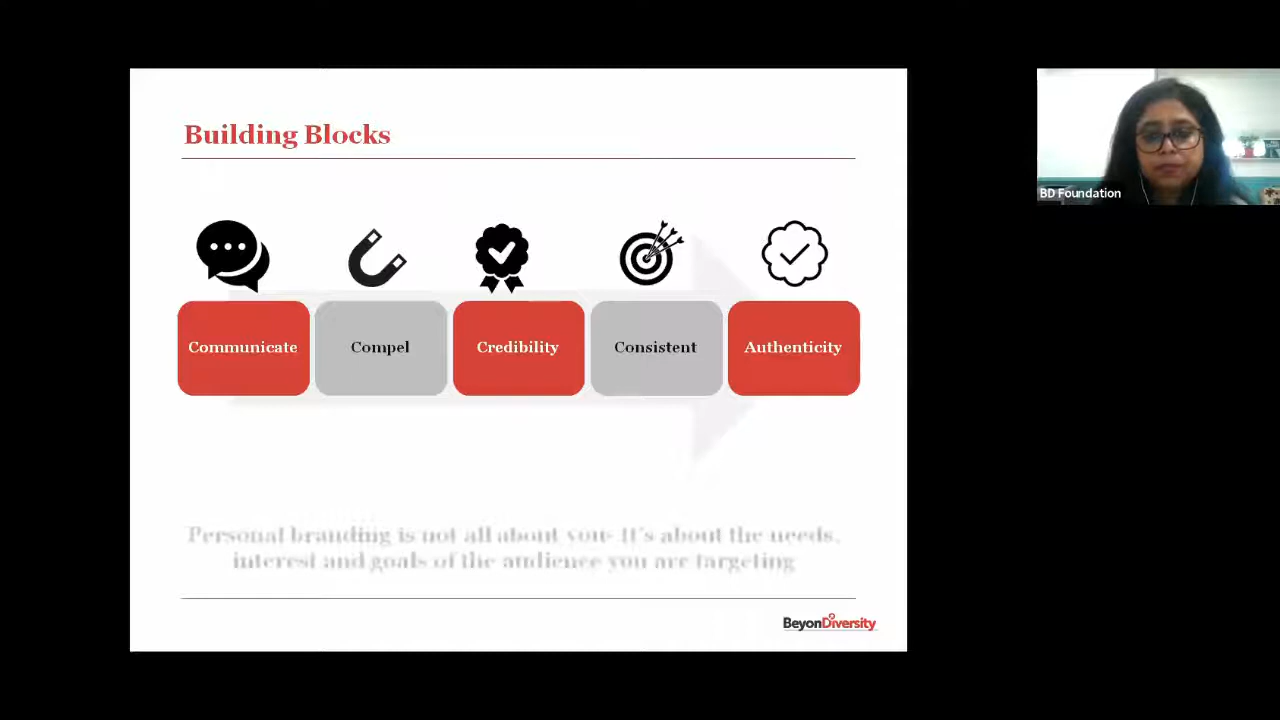 Building Blocks
Communicate
Compel
Credibility
Consistent
Authenticity
Personal branding is not all about you- It's about the needs,
interest and goals of the audience you are targeting
BeyonDiversity
BD Foundation